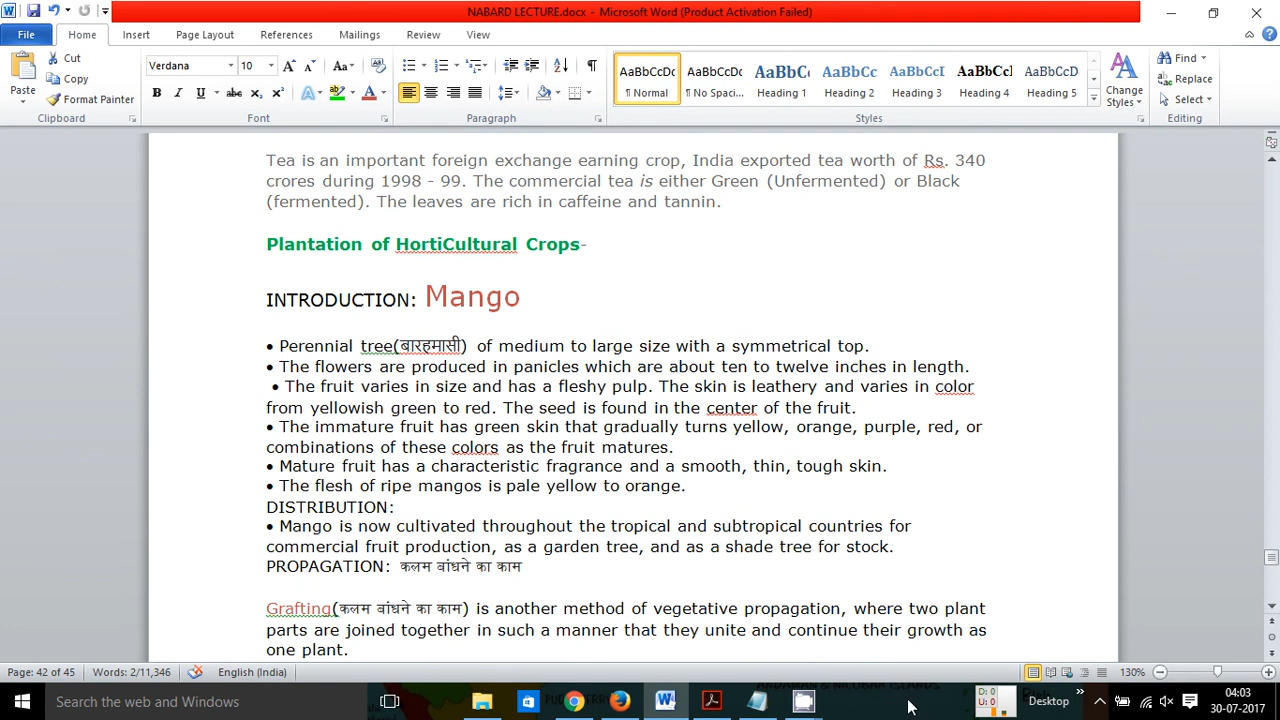 NABARD LECTURE.docx - Microsoft Word (Product Activation Failed)
File Home Insert Page Layout References Mailings Review View
Paste Cut Copy Format Painter
Verdana 10
AaBbCcDc AaBbCcDc AaBbCc AaBbCc AaBbCcI AaBbCcI AaBbCcDc
¶ Normal ¶ No Spaci... Heading 1 Heading 2 Heading 3 Heading 4 Heading 5
Change Styles
Find Replace Select
Clipboard Font Paragraph Styles Editing
Tea is an important foreign exchange earning crop, India exported tea worth of Rs. 340
crores during 1998 - 99. The commercial tea is either Green (Unfermented) or Black
(fermented). The leaves are rich in caffeine and tannin.
Plantation of HortiCultural Crops-
INTRODUCTION: Mango
• Perennial tree(बारहमासी) of medium to large size with a symmetrical top.
• The flowers are produced in panicles which are about ten to twelve inches in length.
• The fruit varies in size and has a fleshy pulp. The skin is leathery and varies in color
from yellowish green to red. The seed is found in the center of the fruit.
• The immature fruit has green skin that gradually turns yellow, orange, purple, red, or
combinations of these colors as the fruit matures.
• Mature fruit has a characteristic fragrance and a smooth, thin, tough skin.
• The flesh of ripe mangos is pale yellow to orange.
DISTRIBUTION:
• Mango is now cultivated throughout the tropical and subtropical countries for
commercial fruit production, as a garden tree, and as a shade tree for stock.
PROPAGATION: कलम बांधने का काम
Grafting(कलम बांधने का काम) is another method of vegetative propagation, where two plant
parts are joined together in such a manner that they unite and continue their growth as
one plant.
Page: 42 of 45 Words: 2/11,346 English (India) 130%
Search the web and Windows
D: 0
U: 0
Desktop
04:03
30-07-2017